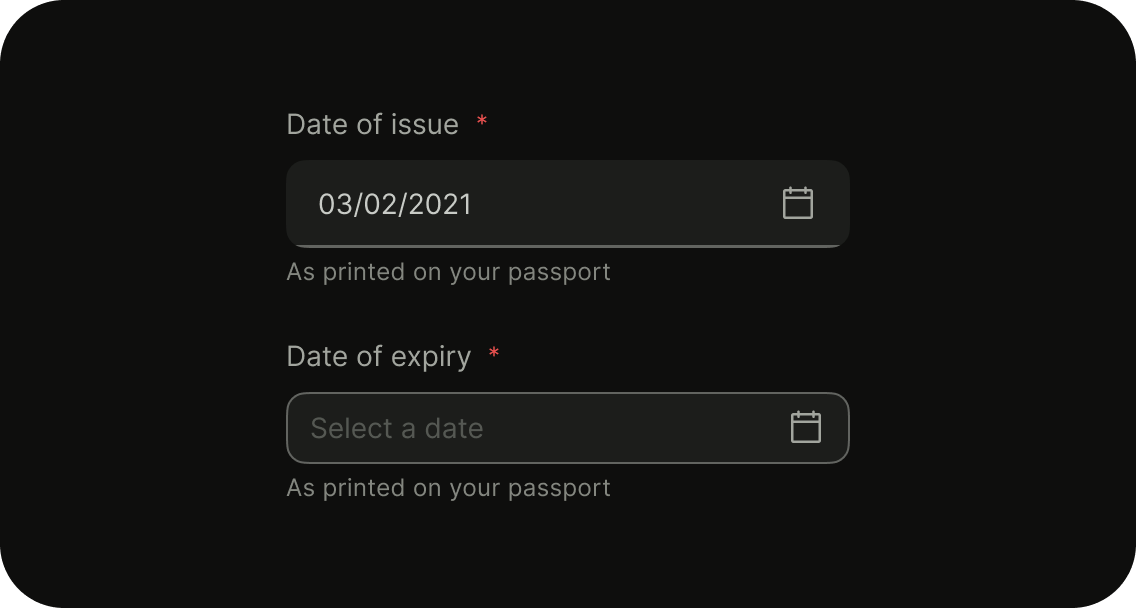 Date of issue *
03/02/2021
As printed on your passport
Date of expiry *
Select a date
As printed on your passport